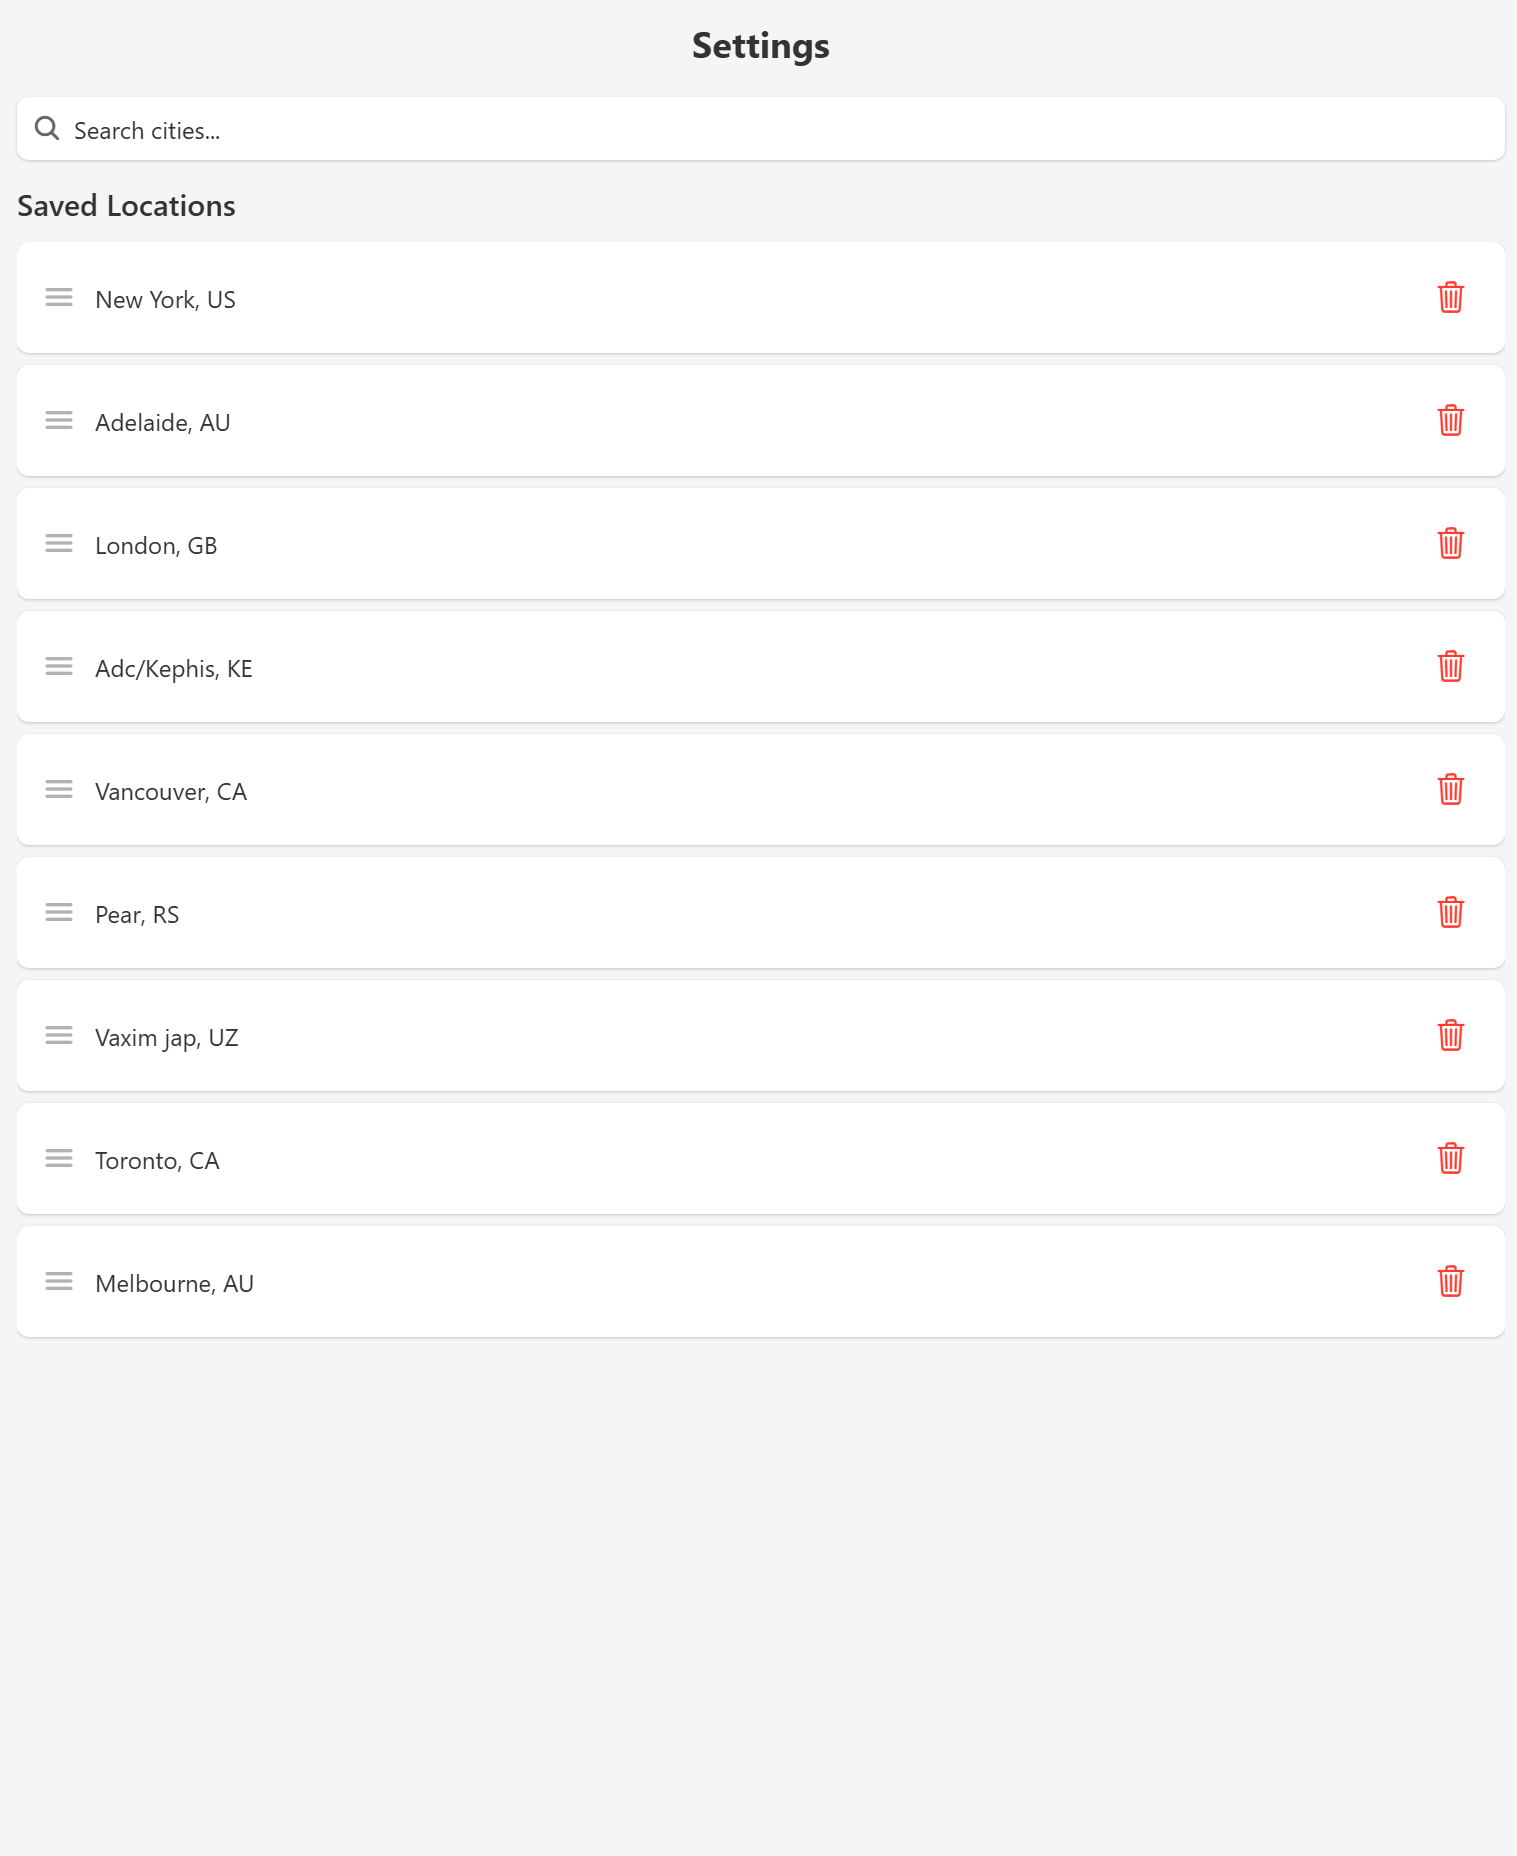 Settings
Search cities...
Saved Locations
New York, US
Adelaide, AU
London, GB
Adc/Kephis, KE
Vancouver, CA
Pear, RS
Vaxim jap, UZ
Toronto, CA
Melbourne, AU